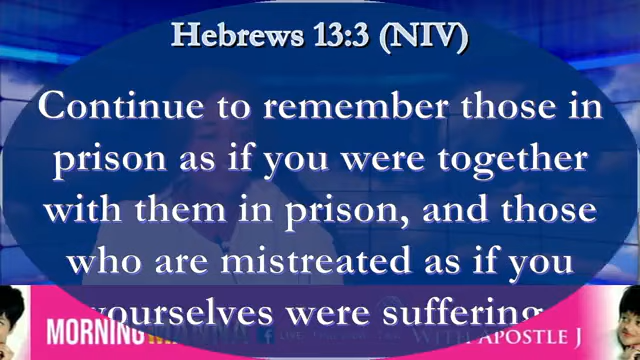 Hebrews 13:3 (NIV)
Continue to remember those in
prison as if you were together
with them in prison, and those
who are mistreated as if you
yourselves were suffering.
MORNING LIVE WITH APOSTLE J